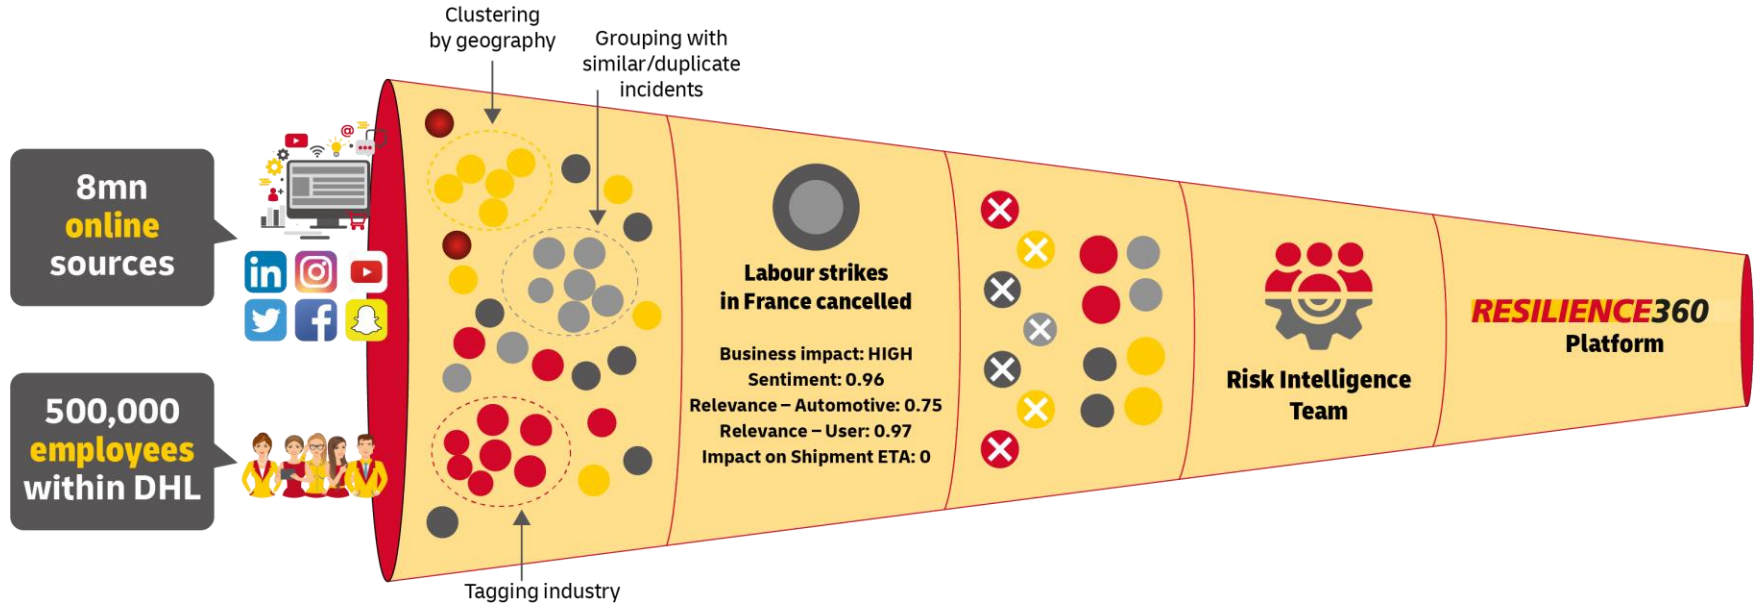 Clustering
by geography
Grouping with
similar/duplicate
incidents
8mn
online
sources
500,000
employees
within DHL
Tagging industry
Labour strikes
in France cancelled
Business impact: HIGH
Sentiment: 0.96
Relevance – Automotive: 0.75
Relevance – User: 0.97
Impact on Shipment ETA: 0
Risk Intelligence
Team
RESILIENCE360
Platform